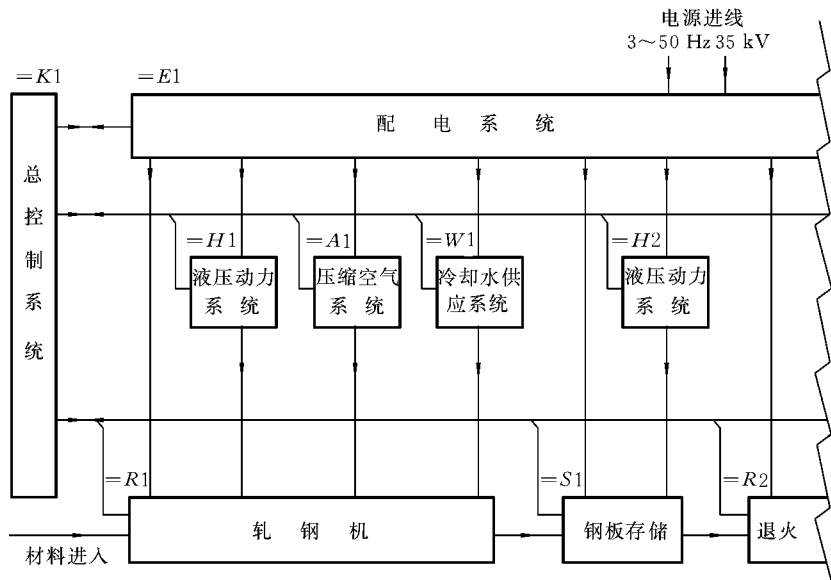 电源进线
3～50 Hz 35 kV
=K1
=E1
配电系统
总控制系统
=H1
=A1
=W1
=H2
液压动力
系统
压缩空气
系统
冷却水供
应系统
液压动力
系统
=R1
=S1
=R2
轧钢机
钢板存储
退火
材料进入